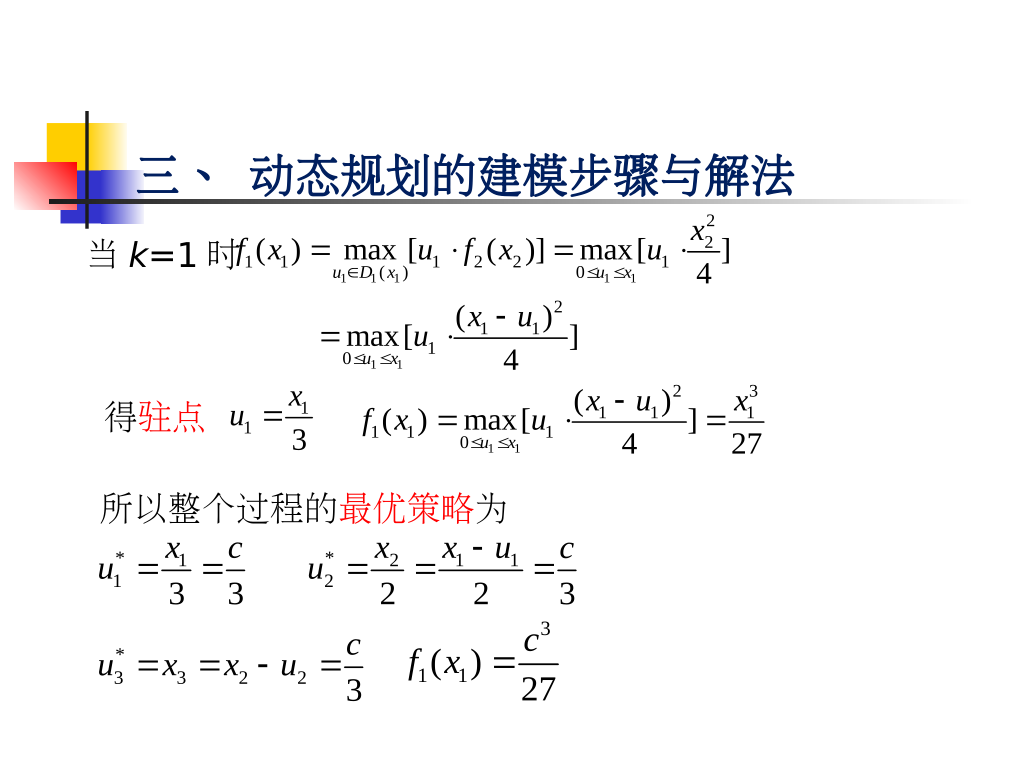 三、 动态规划的建模步骤与解法
当 k=1 时 f₁(x₁) = max_{u₁∈D₁(x₁)} [u₁ · f₂(x₂)] = max_{0≤u₁≤x₁} [u₁ · x₂²/4]
= max_{0≤u₁≤x₁} [u₁ · (x₁ - u₁)²/4]
得驻点 u₁ = x₁/3 f₁(x₁) = max_{0≤u₁≤x₁} [u₁ · (x₁ - u₁)²/4] = x₁³/27
所以整个过程的最优策略为
u₁* = x₁/3 = c/3 u₂* = x₂/2 = (x₁ - u₁)/2 = c/3
u₃* = x₃ = x₂ - u₂ = c/3 f₁(x₁) = c³/27